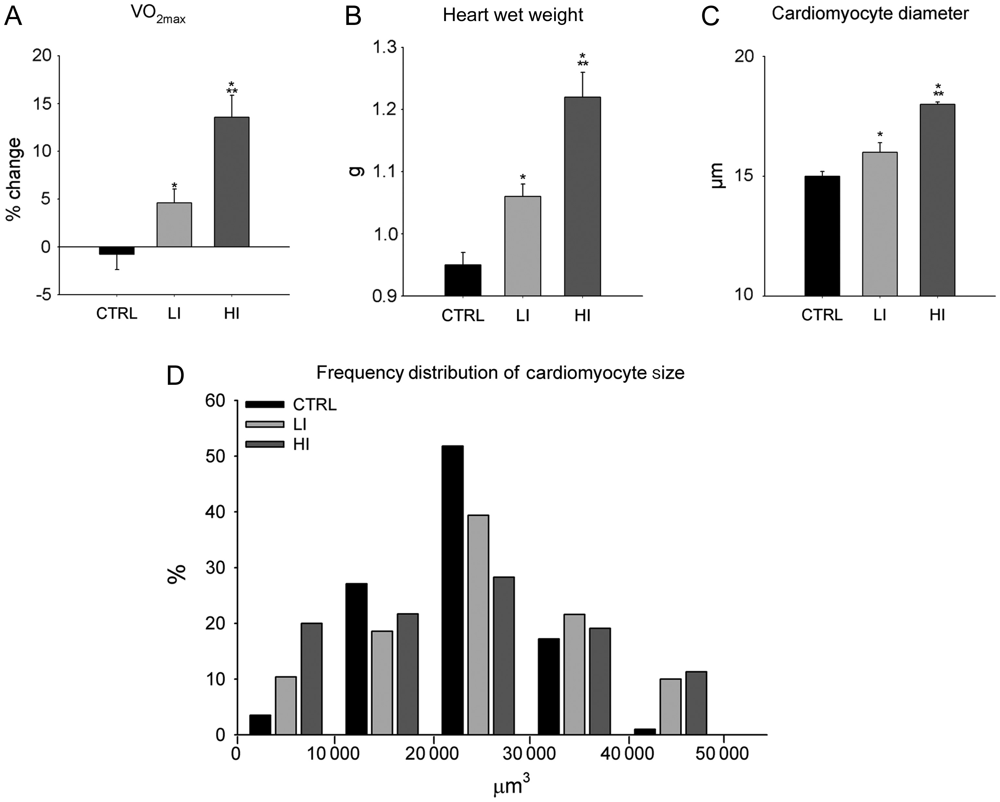 A
VO2max
20
15
10
5
0
-5
% change
*
*
**
CTRL LI HI
B
Heart wet weight
1.3
1.2
1.1
1.0
0.9
g
*
*
**
CTRL LI HI
C
Cardiomyocyte diameter
20
15
10
µm
*
*
**
CTRL LI HI
D
Frequency distribution of cardiomyocyte size
CTRL
LI
HI
60
50
40
30
20
10
0
%
0 10 000 20 000 30 000 40 000 50 000
µm³